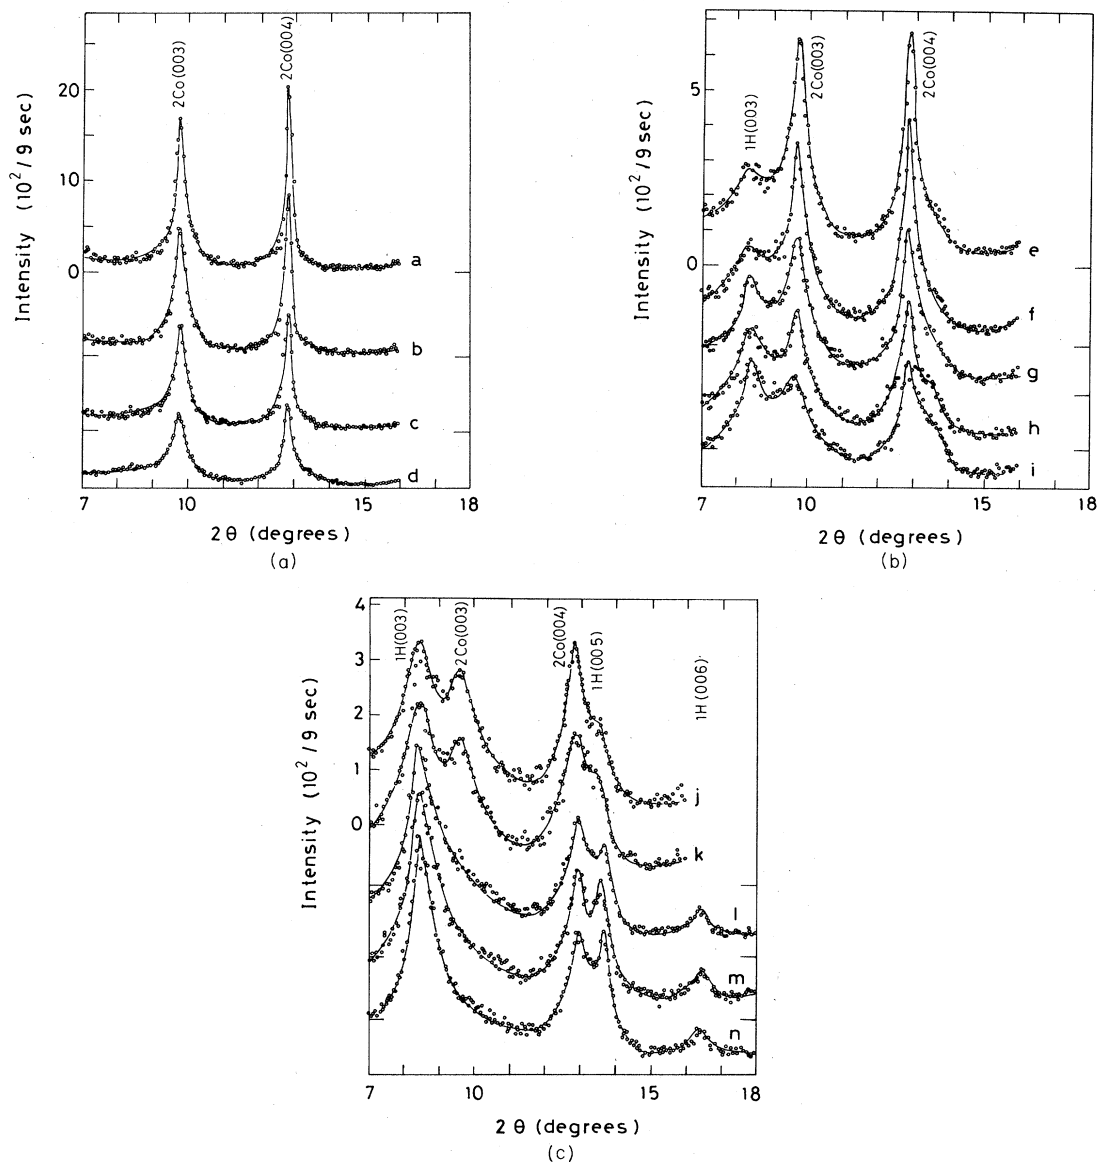 2Co(003)
2Co(004)
20
10
0
Intensity (10²/9 sec)
a
b
c
d
7 10 15 18
2θ (degrees)
(a)
1H(003)
2Co(003)
2Co(004)
5
0
Intensity (10²/9 sec)
e
f
g
h
i
7 10 15 18
2θ (degrees)
(b)
1H(003)
2Co(003)
2Co(004)
1H(005)
1H(006)
4
3
2
1
0
Intensity (10²/9 sec)
j
k
l
m
n
7 10 15 18
2θ (degrees)
(c)